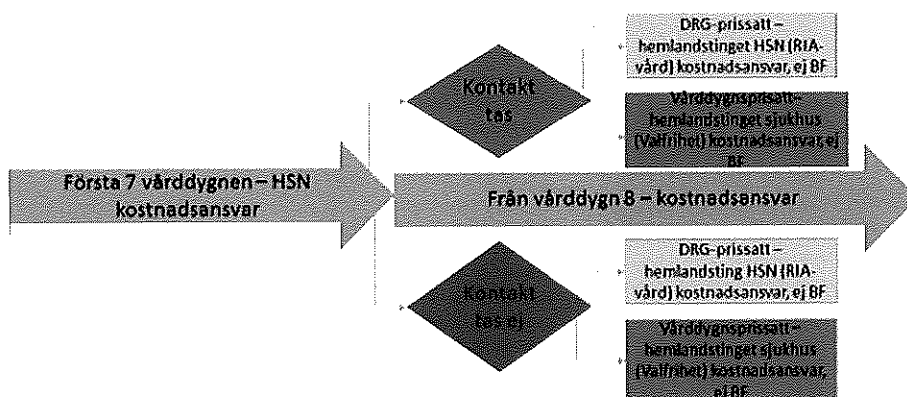 DRG-prissatt –
hemlandstinget HSN (RIA-
vård) kostnadsansvar, ej BF
Kontakt
tas
Vårddygnsprissatt –
hemlandstinget sjukhus
(Valfrihet) kostnadsansvar, ej
BF
Första 7 vårddygnen – HSN
kostnadsansvar
Från vårddygn 8 – kostnadsansvar
DRG-prissatt –
hemlandsting HSN (RIA-
vård) kostnadsansvar, ej BF
Kontakt
tas ej
Vårddygnsprissatt –
hemlandstinget sjukhus
(Valfrihet) kostnadsansvar,
ej BF